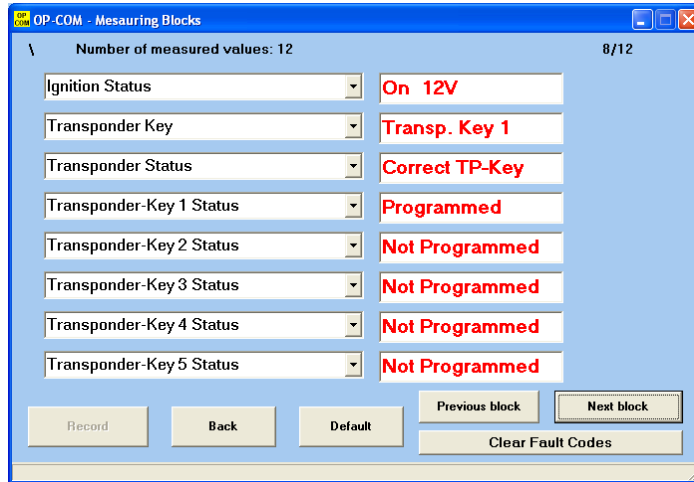 OP COM OP-COM - Mesauring Blocks
\ Number of measured values: 12 8/12
Ignition Status On 12V
Transponder Key Transp. Key 1
Transponder Status Correct TP-Key
Transponder-Key 1 Status Programmed
Transponder-Key 2 Status Not Programmed
Transponder-Key 3 Status Not Programmed
Transponder-Key 4 Status Not Programmed
Transponder-Key 5 Status Not Programmed
Previous block Next block
Record Back Default
Clear Fault Codes